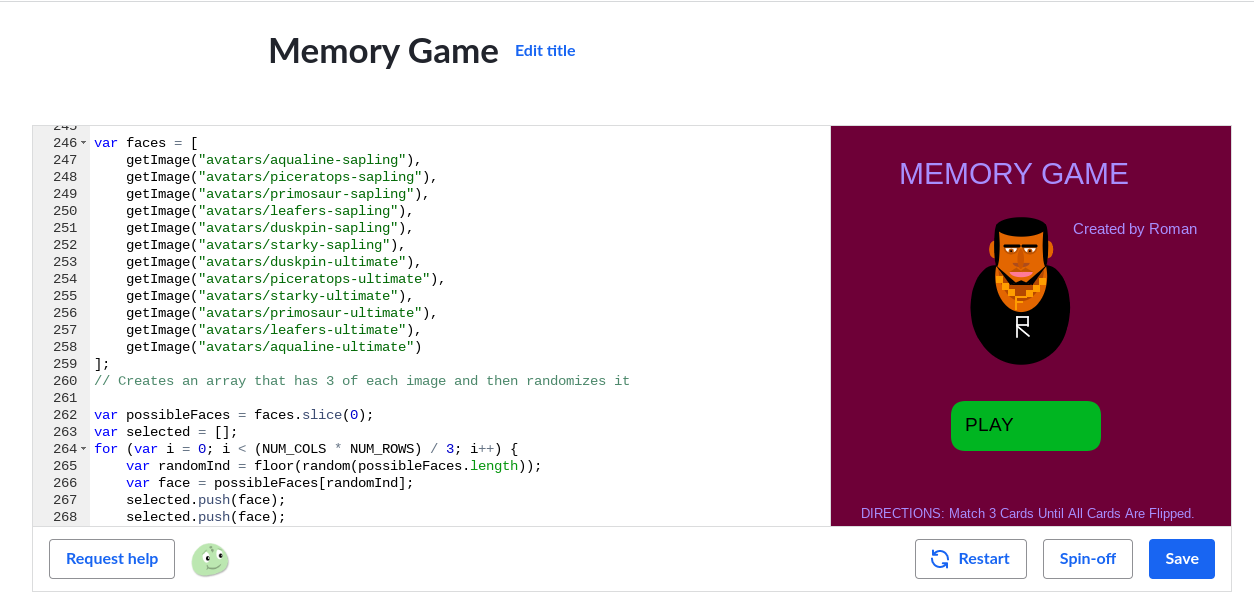 Memory Game Edit title
245
246 var faces = [
247 getImage("avatars/aqualine-sapling"),
248 getImage("avatars/piceratops-sapling"),
249 getImage("avatars/primosaur-sapling"),
250 getImage("avatars/leafers-sapling"),
251 getImage("avatars/duskpin-sapling"),
252 getImage("avatars/starky-sapling"),
253 getImage("avatars/duskpin-ultimate"),
254 getImage("avatars/piceratops-ultimate"),
255 getImage("avatars/starky-ultimate"),
256 getImage("avatars/primosaur-ultimate"),
257 getImage("avatars/leafers-ultimate"),
258 getImage("avatars/aqualine-ultimate")
259 ];
260 // Creates an array that has 3 of each image and then randomizes it
261
262 var possibleFaces = faces.slice(0);
263 var selected = [];
264 for (var i = 0; i < (NUM_COLS * NUM_ROWS) / 3; i++) {
265 var randomInd = floor(random(possibleFaces.length));
266 var face = possibleFaces[randomInd];
267 selected.push(face);
268 selected.push(face);
MEMORY GAME
Created by Roman
R
PLAY
DIRECTIONS: Match 3 Cards Until All Cards Are Flipped.
Request help
Restart
Spin-off
Save